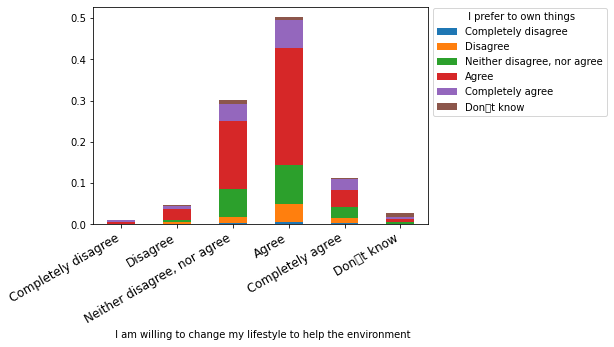 I prefer to own things
Completely disagree
Disagree
Neither disagree, nor agree
Agree
Completely agree
Don▯t know
0.5
0.4
0.3
0.2
0.1
0.0
Completely disagree
Disagree
Neither disagree, nor agree
Agree
Completely agree
Don▯t know
I am willing to change my lifestyle to help the environment